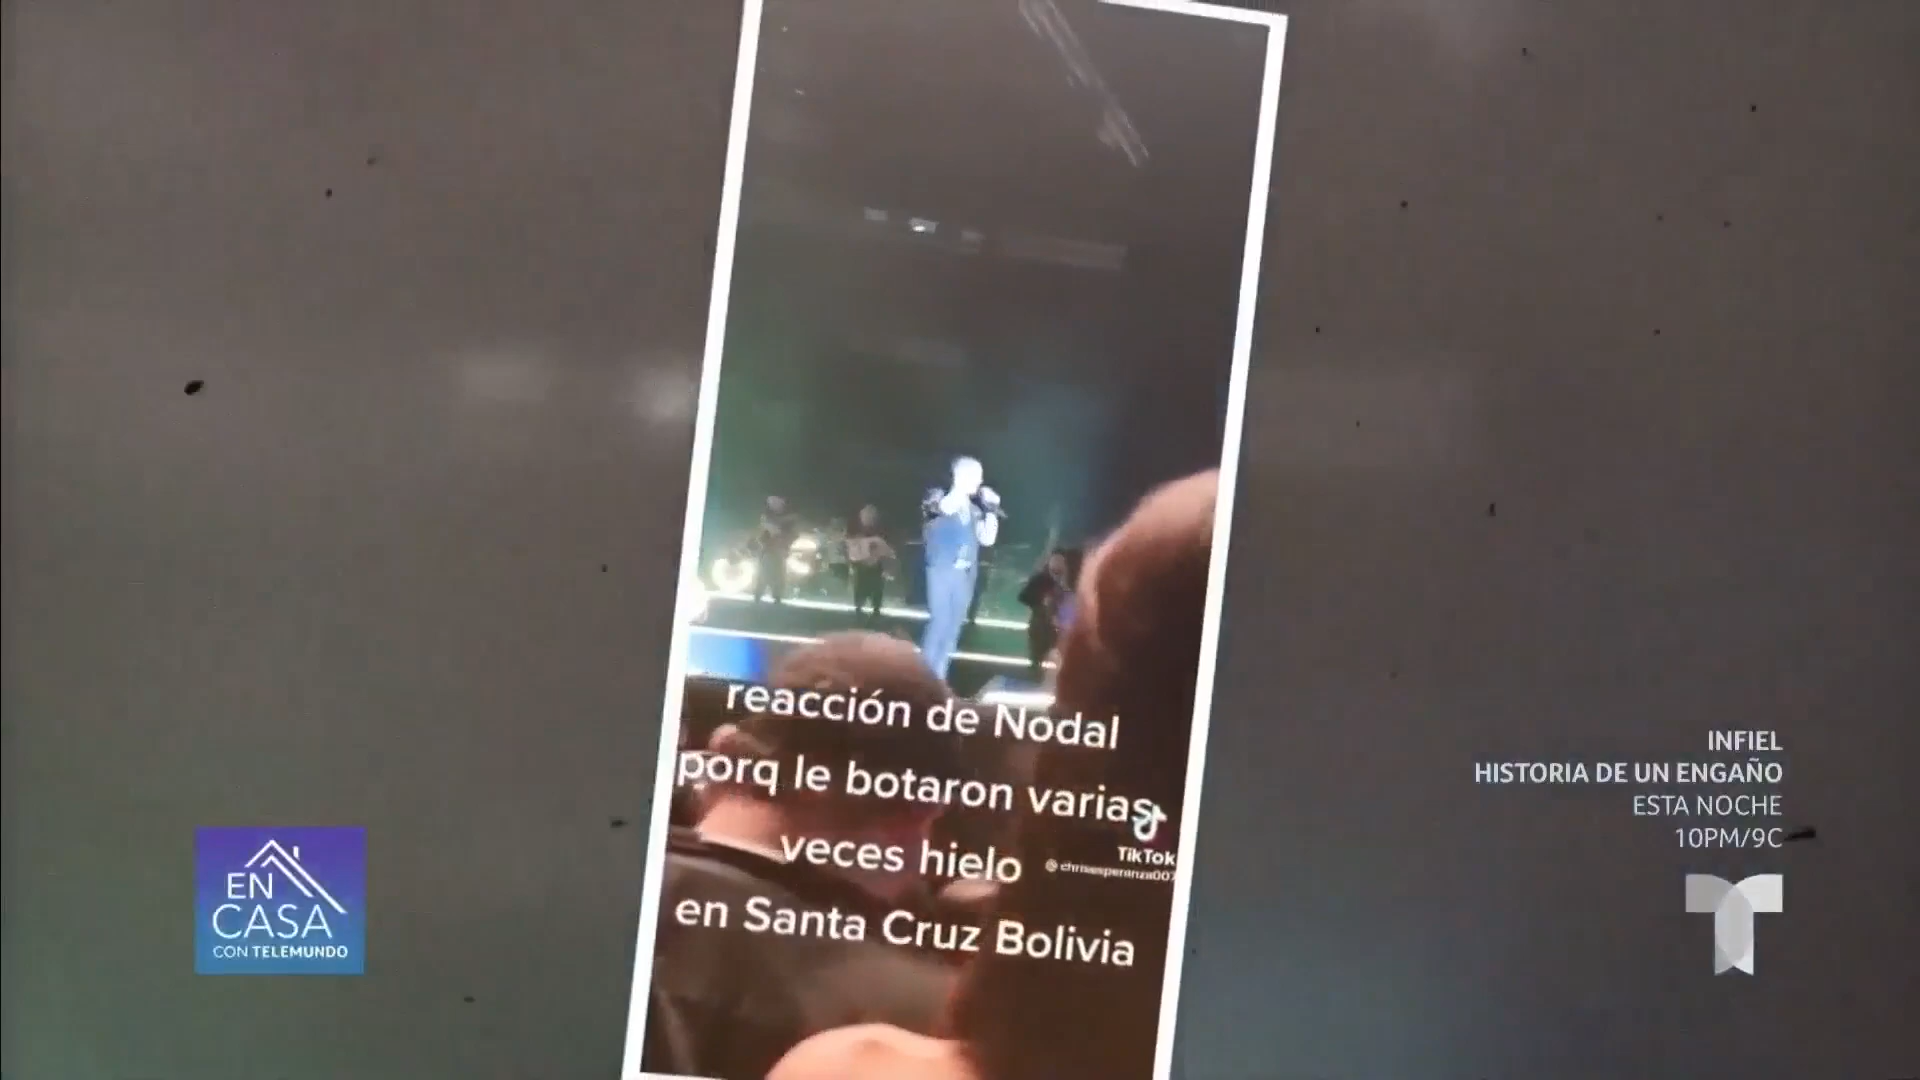 reacción de Nodal
porq le botaron varias
veces hielo
en Santa Cruz Bolivia
TikTok
INFIEL
HISTORIA DE UN ENGAÑO
ESTA NOCHE
10PM/9C
EN
CASA
CON TELEMUNDO